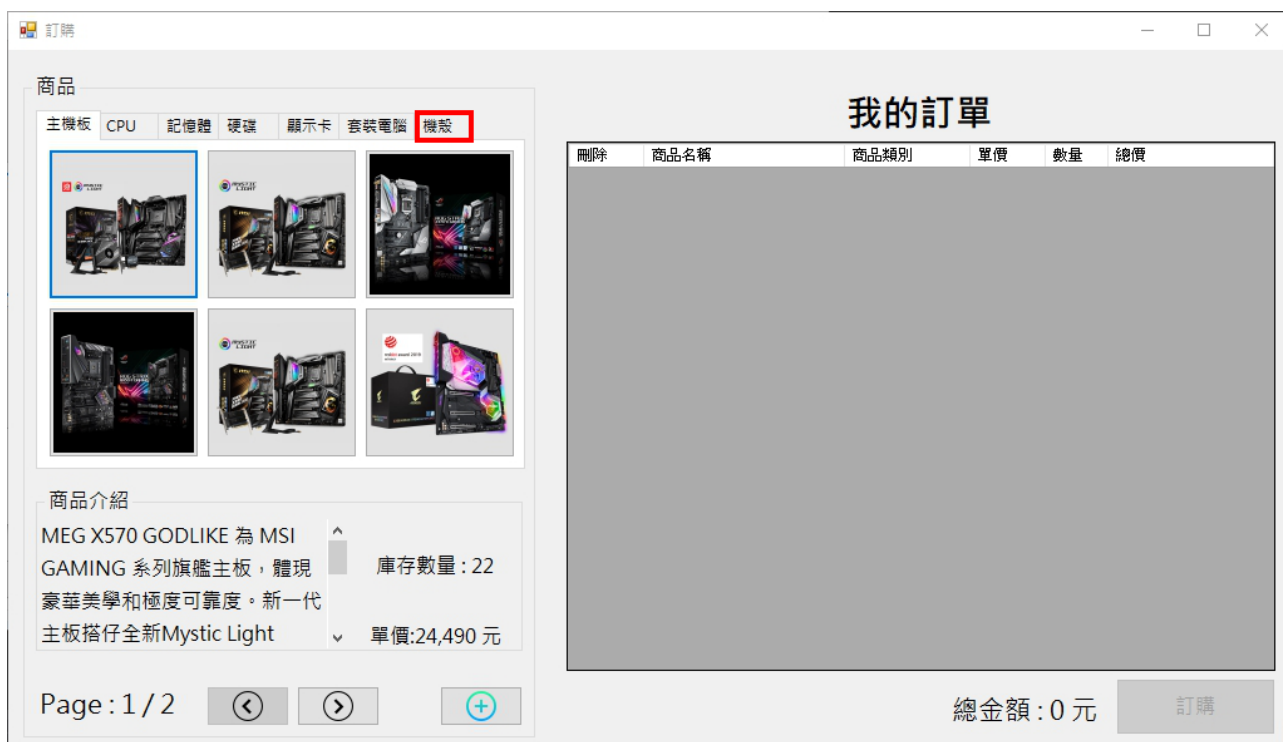 訂購
商品
主機板 CPU 記憶體 硬碟 顯示卡 套裝電腦 機殼
商品介紹
MEG X570 GODLIKE 為 MSI
GAMING 系列旗艦主板，體現
豪華美學和極度可靠度。新一代
主板搭仔全新Mystic Light
庫存數量 : 22
單價:24,490 元
Page : 1 / 2
我的訂單
刪除 商品名稱 商品類別 單價 數量 總價
總金額 : 0 元
訂購